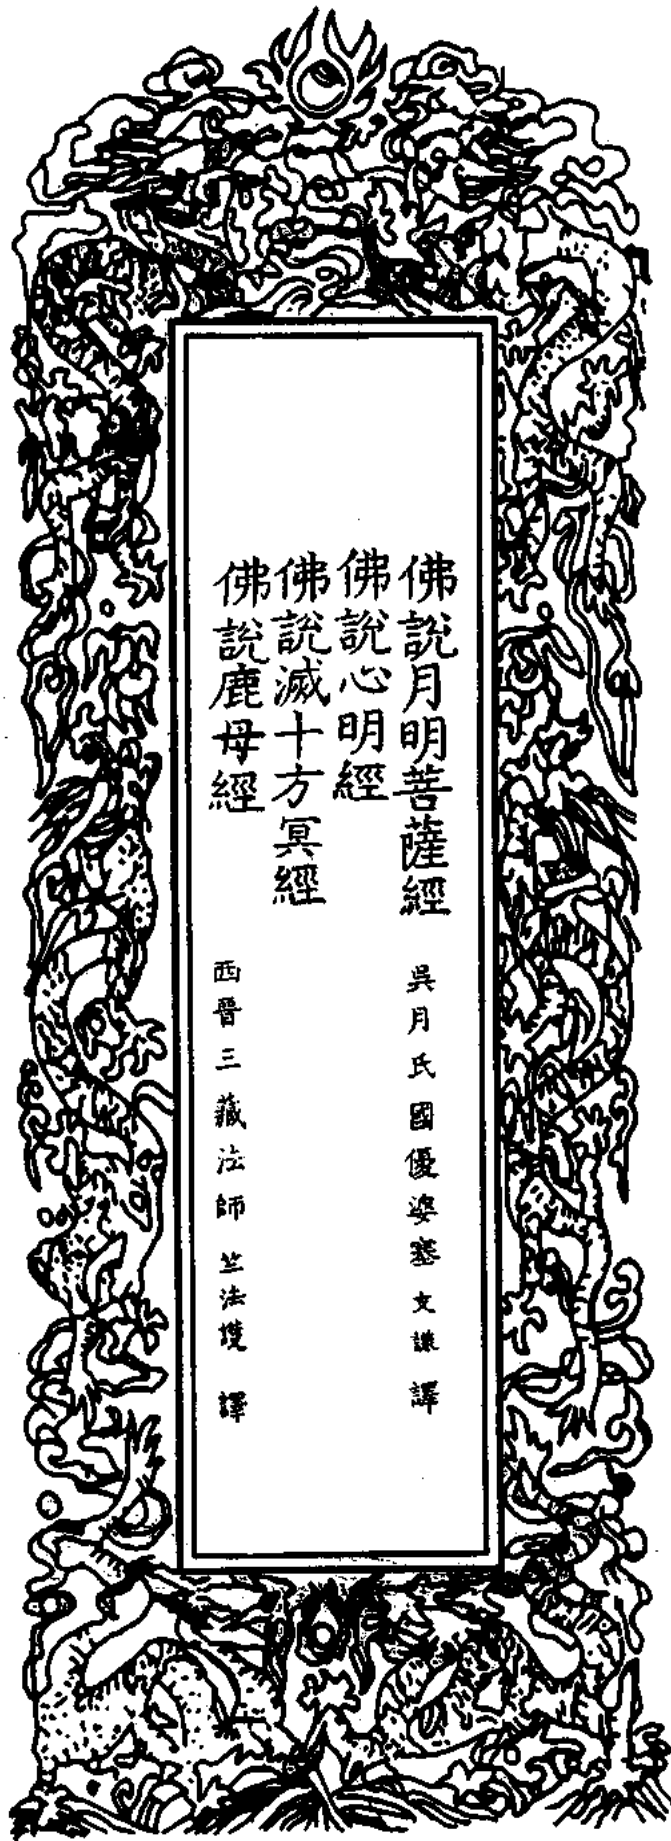 佛說月明菩薩經
吳月氏國優婆塞支謙 譯
佛說心明經
佛說滅十方冥經
佛說鹿母經
西晉三藏法師 竺法護 譯